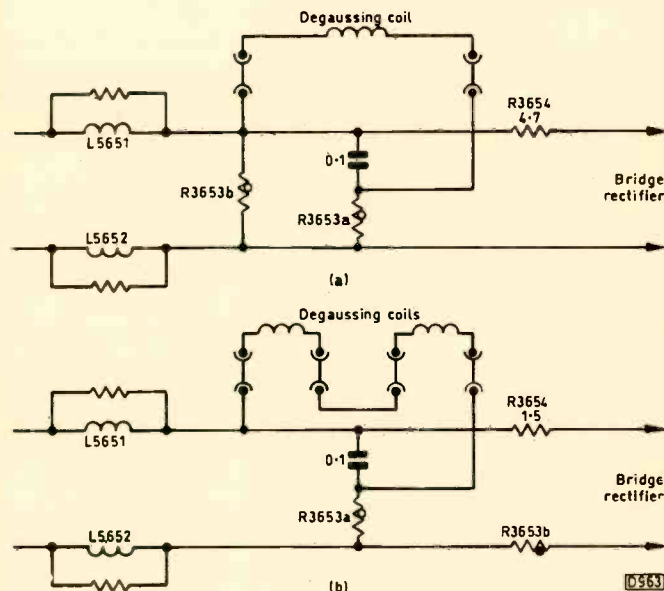 Degaussing coil
L5651
R3654
4·7
0·1
R3653b
R3653a
Bridge
rectifier
L5652
(a)
Degaussing coils
L5651
R3654
1·5
0·1
Bridge
rectifier
R3653a
L5652
R3653b
(b)
D963